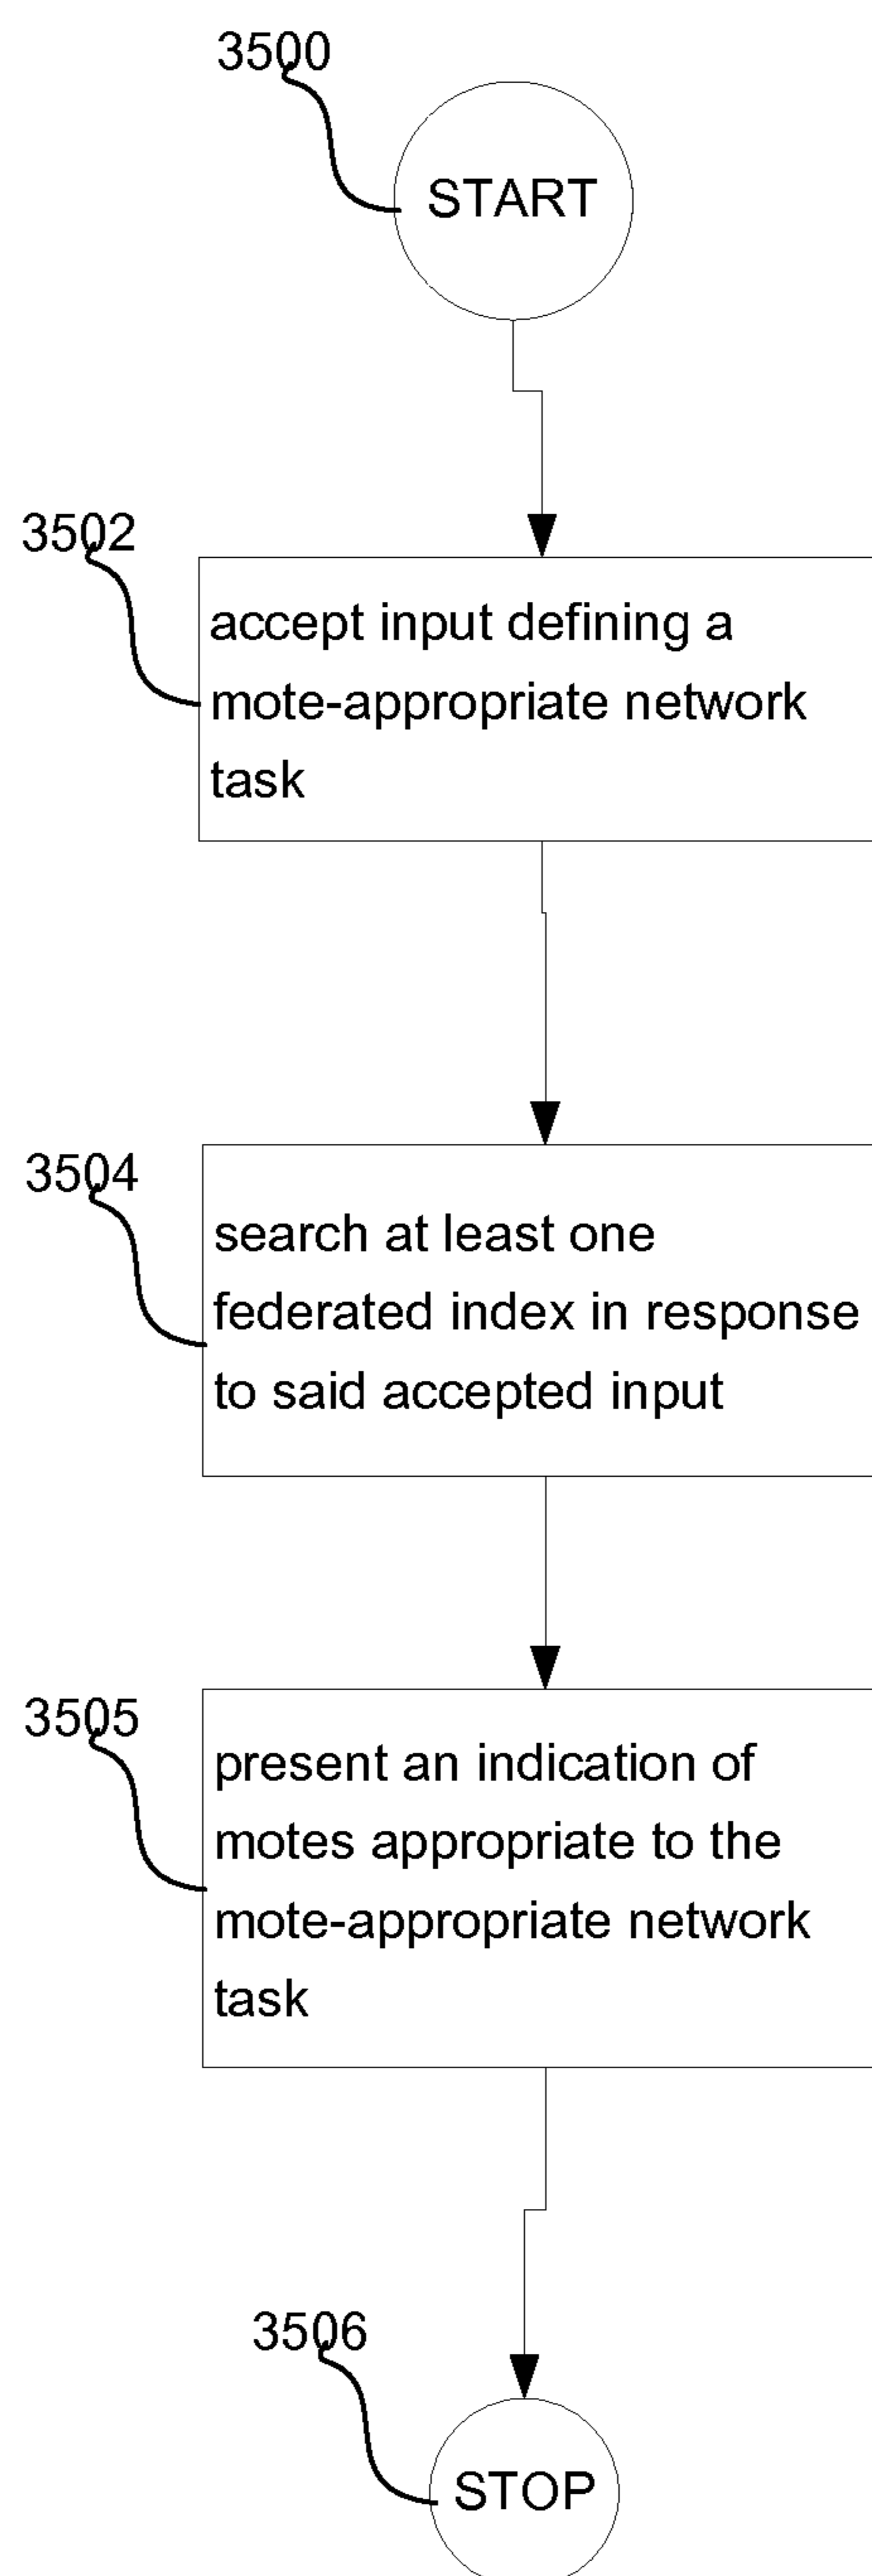 3500
START
3502
accept input defining a
mote-appropriate network
task
3504
search at least one
federated index in response
to said accepted input
3505
present an indication of
motes appropriate to the
mote-appropriate network
task
3506
STOP